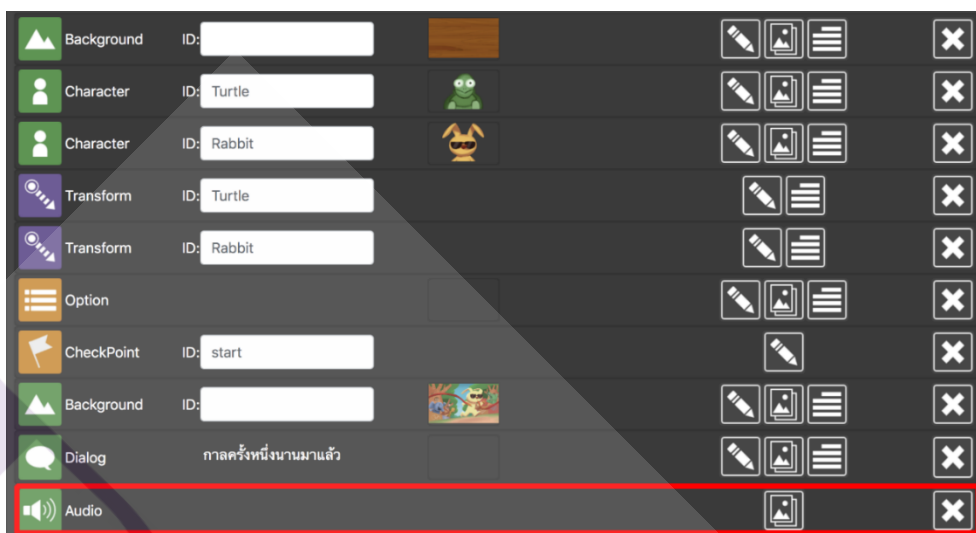 Background ID:
Character ID: Turtle
Character ID: Rabbit
Transform ID: Turtle
Transform ID: Rabbit
Option
CheckPoint ID: start
Background ID:
Dialog กาลครั้งหนึ่งนานมาแล้ว
Audio